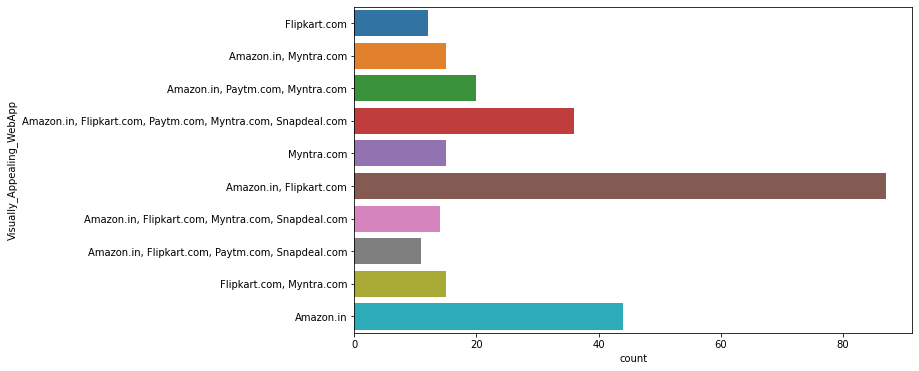 Visually_Appealing_WebApp
Flipkart.com
Amazon.in, Myntra.com
Amazon.in, Paytm.com, Myntra.com
Amazon.in, Flipkart.com, Paytm.com, Myntra.com, Snapdeal.com
Myntra.com
Amazon.in, Flipkart.com
Amazon.in, Flipkart.com, Myntra.com, Snapdeal.com
Amazon.in, Flipkart.com, Paytm.com, Snapdeal.com
Flipkart.com, Myntra.com
Amazon.in
0 20 40 60 80
count